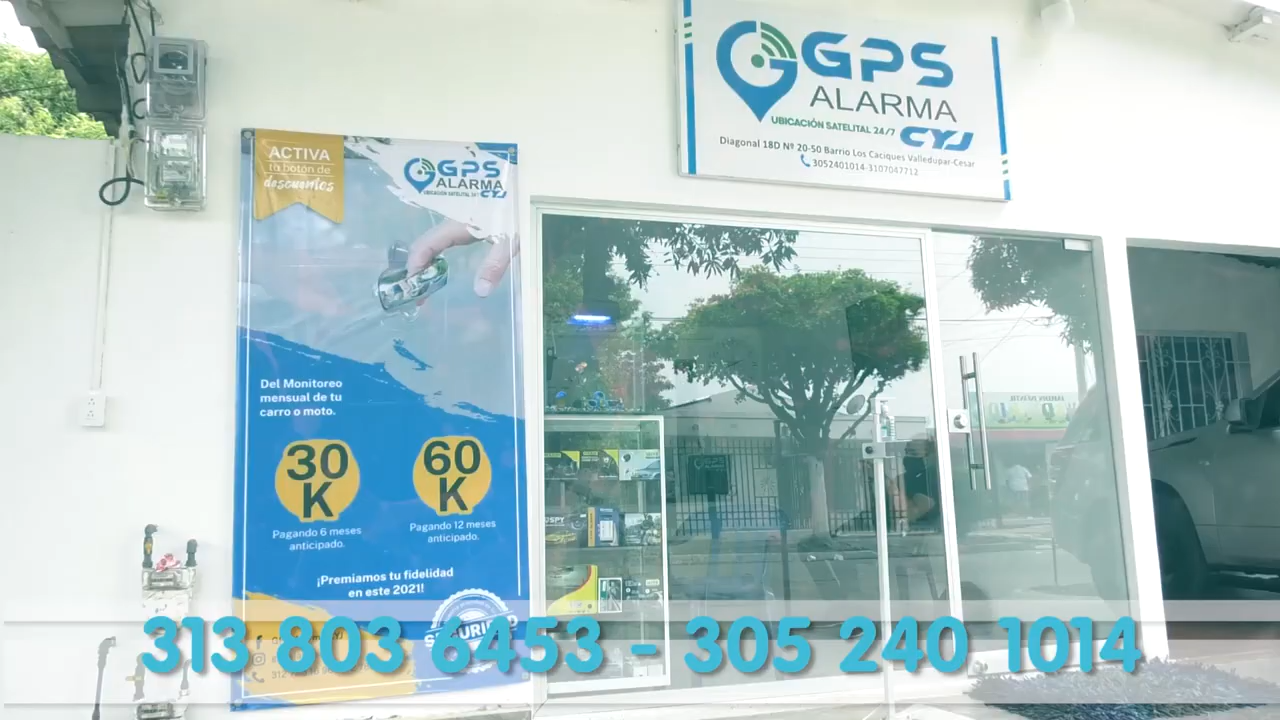 GPS
ALARMA
UBICACIÓN SATELITAL 24/7
CYJ
Diagonal 18D Nº 20-50 Barrio Los Caciques Valledupar-Cesar
3052401014-3107047712
ACTIVA
tu botón de
descuentos
GPS
ALARMA
UBICACIÓN SATELITAL 24/7
CYJ
Del Monitoreo
mensual de tu
carro o moto.
30
K
Pagando 6 meses
anticipado.
60
K
Pagando 12 meses
anticipado.
¡Premiamos tu fidelidad
en este 2021!
GPS
ALARMA
313 803 6453 - 305 240 1014